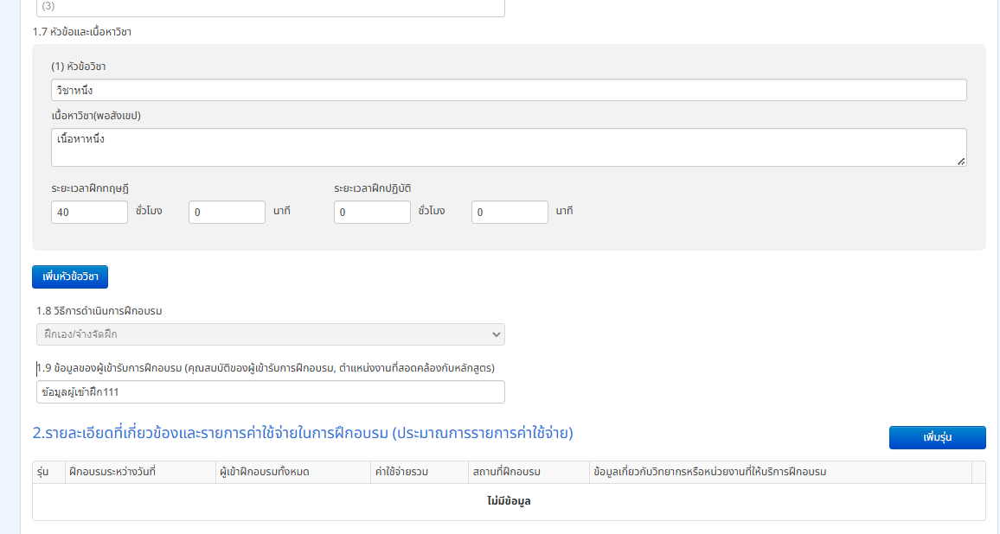 (3)
1.7 หัวข้อและเนื้อหาวิชา
(1) หัวข้อวิชา
วิชาหนึ่ง
เนื้อหาวิชา(พอสังเขป)
เนื้อหาหนึ่ง
ระยะเวลาฝึกทฤษฎี ระยะเวลาฝึกปฏิบัติ
40 ชั่วโมง 0 นาที 0 ชั่วโมง 0 นาที
เพิ่มหัวข้อวิชา
1.8 วิธีการดำเนินการฝึกอบรม
ฝึกเอง/จ้างจัดฝึก
1.9 ข้อมูลของผู้เข้ารับการฝึกอบรม (คุณสมบัติของผู้เข้ารับการฝึกอบรม, ตำแหน่งงานที่สอดคล้องกับหลักสูตร)
ข้อมูลผู้เข้าฝึก111
2.รายละเอียดที่เกี่ยวข้องและรายการค่าใช้จ่ายในการฝึกอบรม (ประมาณการรายการค่าใช้จ่าย) เพิ่มรุ่น
รุ่น ฝึกอบรมระหว่างวันที่ ผู้เข้าฝึกอบรมทั้งหมด ค่าใช้จ่ายรวม สถานที่ฝึกอบรม ข้อมูลเกี่ยวกับวิทยากรหรือหน่วยงานที่ให้บริการฝึกอบรม
ไม่มีข้อมูล